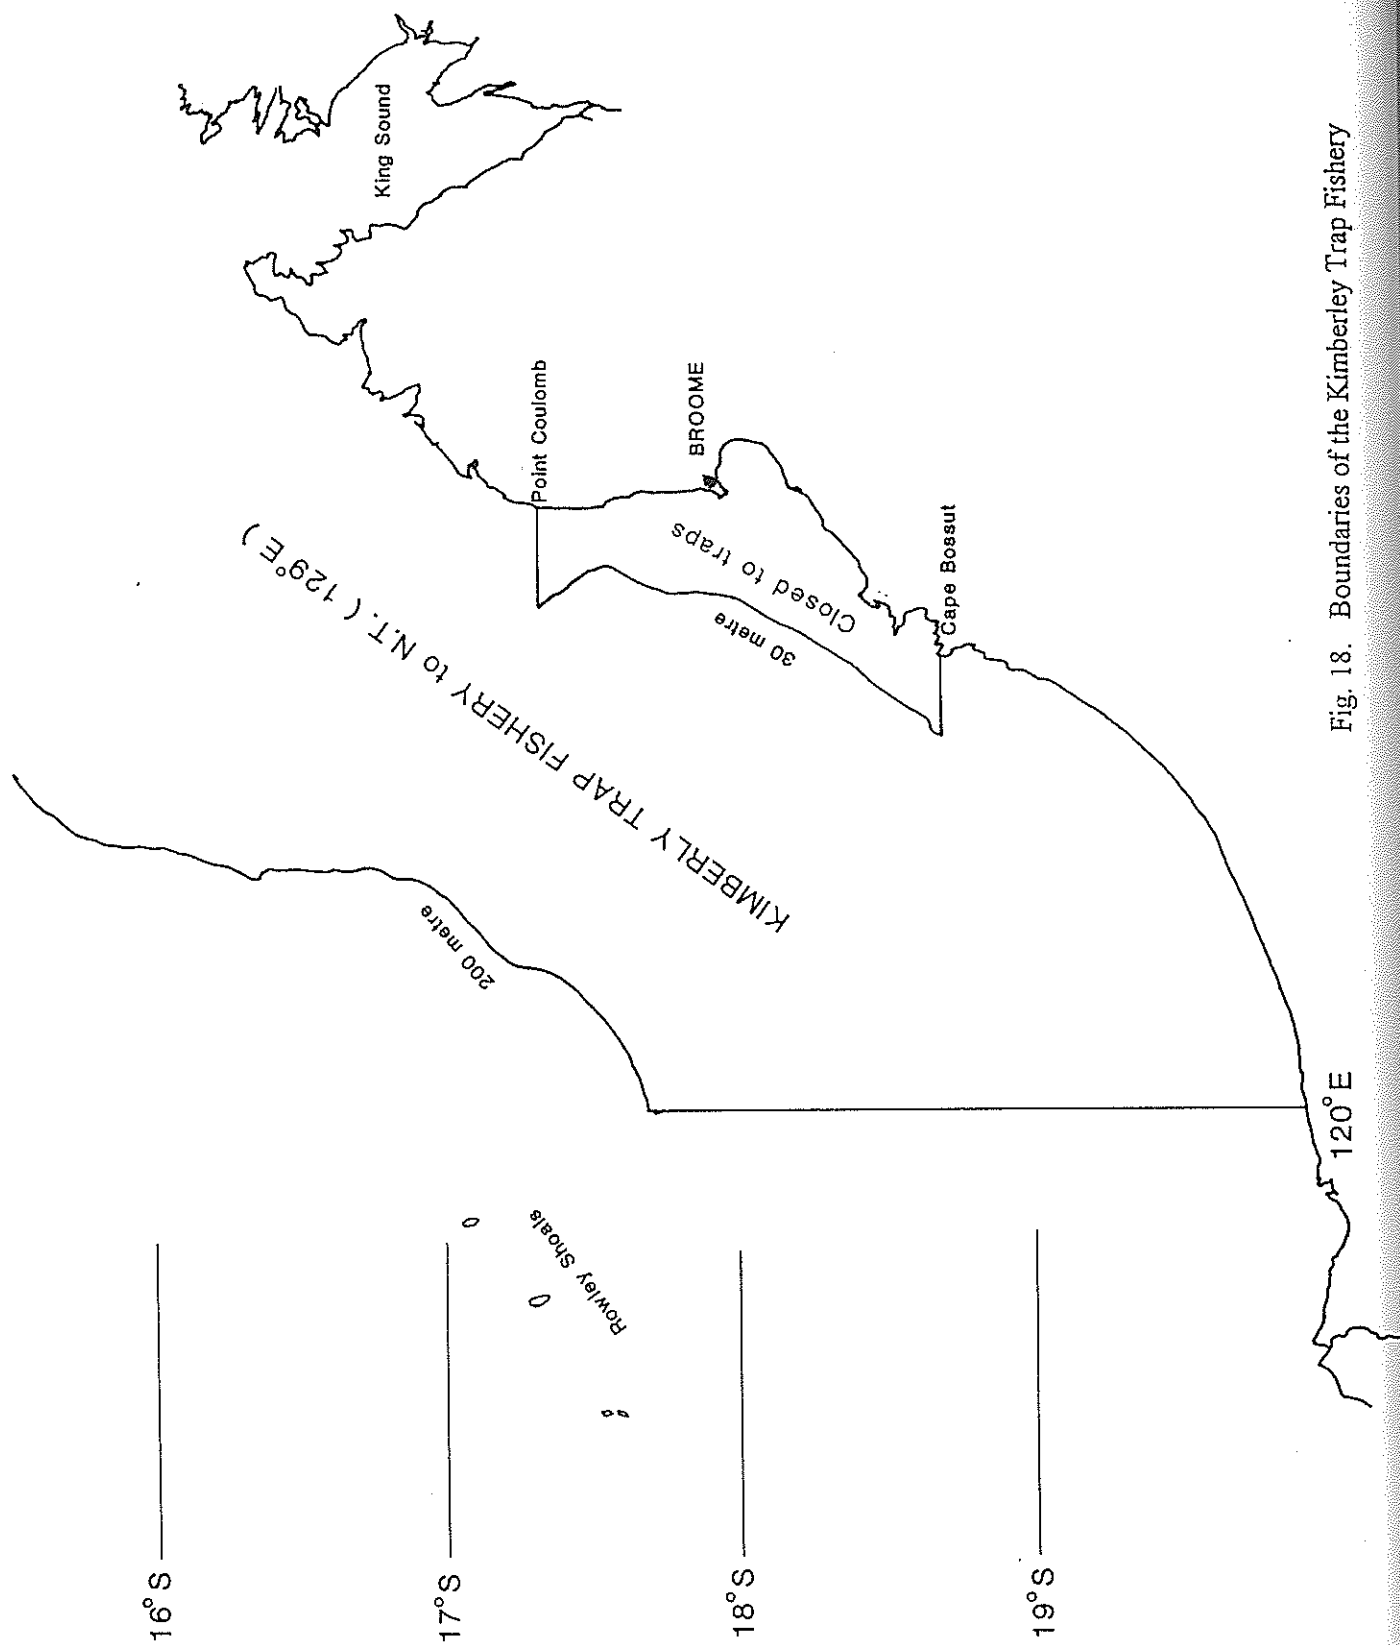 16°S
17°S
18°S
19°S
Rowley Shoals
200 metre
KIMBERLY TRAP FISHERY to N.T. ( 129°E )
30 metre
Closed to traps
King Sound
Point Coulomb
BROOME
Cape Bossut
120°E
Fig. 18. Boundaries of the Kimberley Trap Fishery